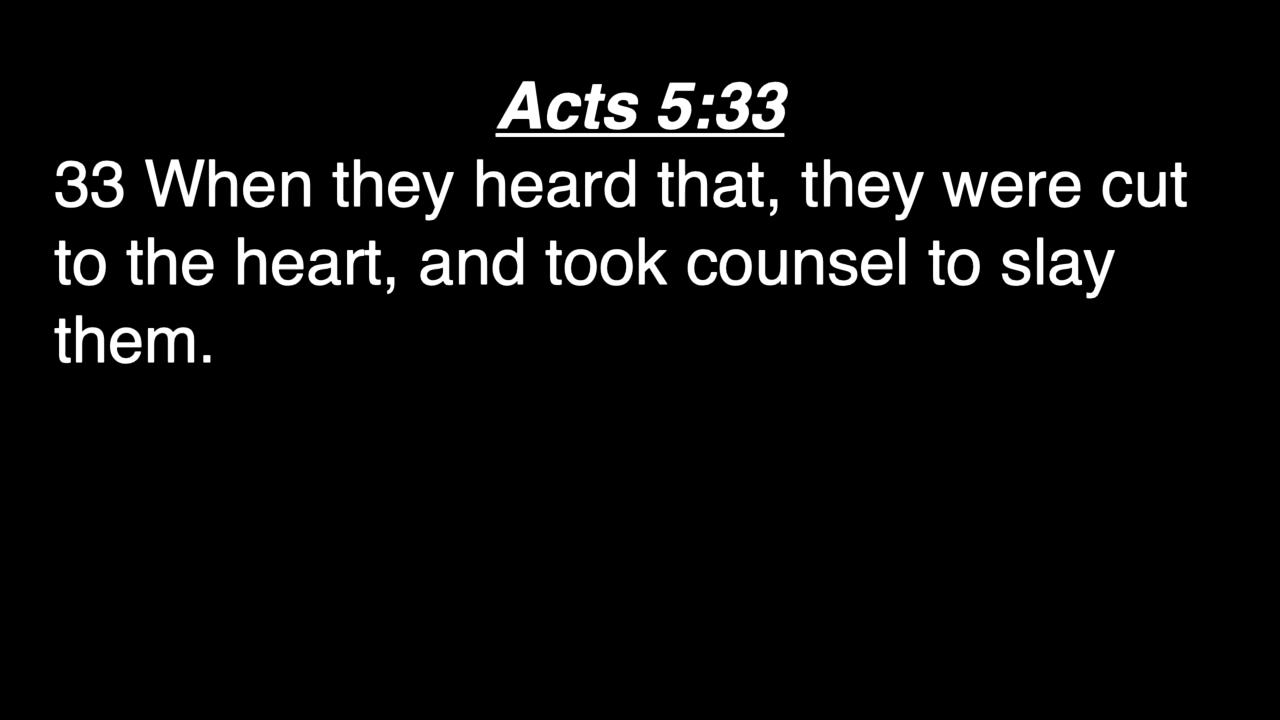 Acts 5:33
33 When they heard that, they were cut
to the heart, and took counsel to slay
them.